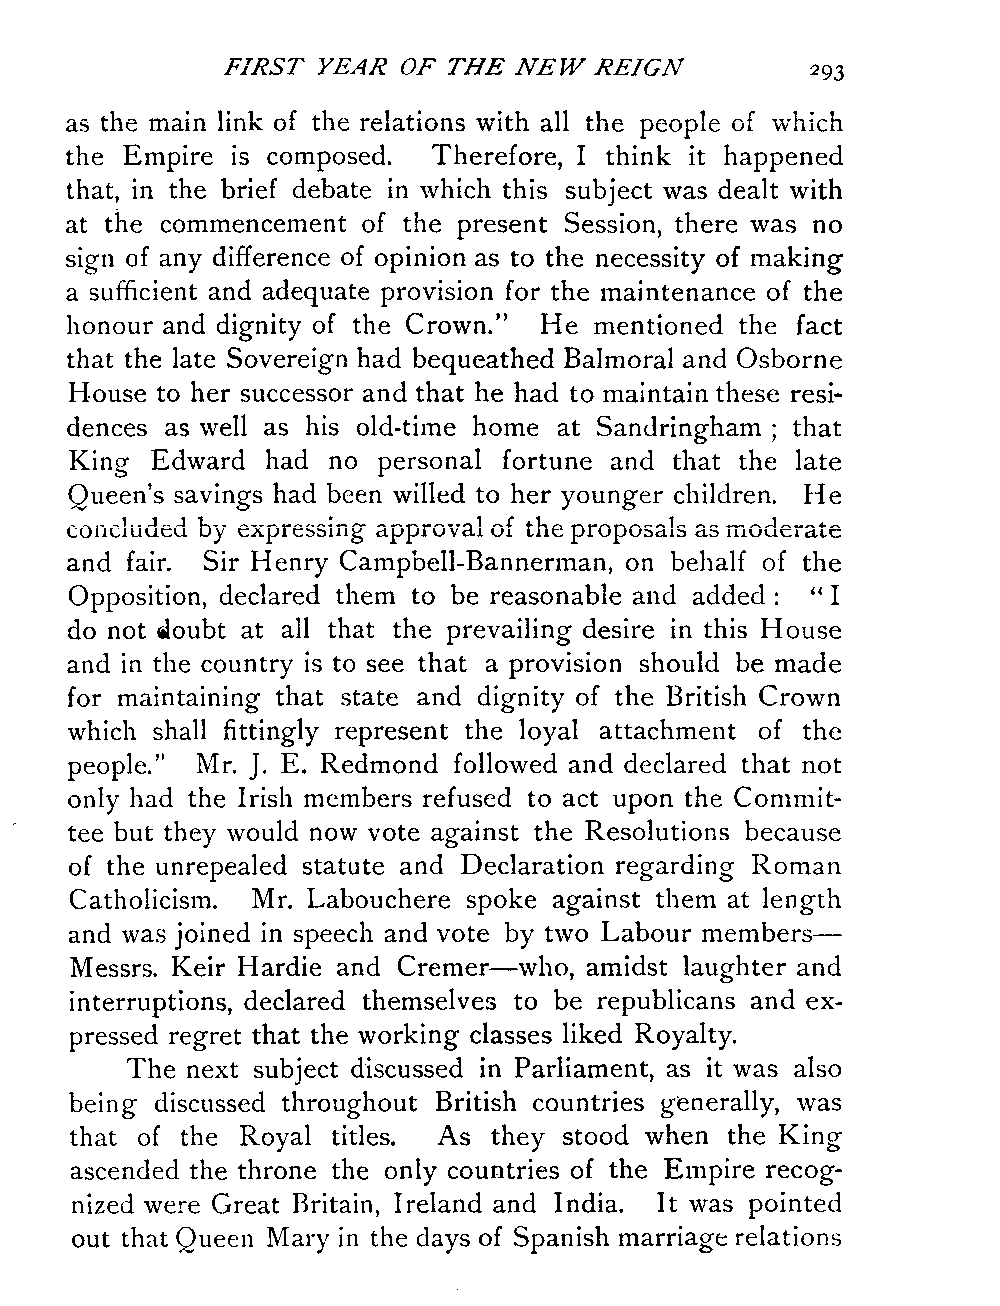 FIRST YEAR OF THE NEW REIGN 293
as the main link of the relations with all the people of which
the Empire is composed. Therefore, I think it happened
that, in the brief debate in which this subject was dealt with
at the commencement of the present Session, there was no
sign of any difference of opinion as to the necessity of making
a sufficient and adequate provision for the maintenance of the
honour and dignity of the Crown." He mentioned the fact
that the late Sovereign had bequeathed Balmoral and Osborne
House to her successor and that he had to maintain these resi-
dences as well as his old-time home at Sandringham ; that
King Edward had no personal fortune and that the late
Queen's savings had been willed to her younger children. He
concluded by expressing approval of the proposals as moderate
and fair. Sir Henry Campbell-Bannerman, on behalf of the
Opposition, declared them to be reasonable and added : "I
do not doubt at all that the prevailing desire in this House
and in the country is to see that a provision should be made
for maintaining that state and dignity of the British Crown
which shall fittingly represent the loyal attachment of the
people." Mr. J. E. Redmond followed and declared that not
only had the Irish members refused to act upon the Commit-
tee but they would now vote against the Resolutions because
of the unrepealed statute and Declaration regarding Roman
Catholicism. Mr. Labouchere spoke against them at length
and was joined in speech and vote by two Labour members—
Messrs. Keir Hardie and Cremer—who, amidst laughter and
interruptions, declared themselves to be republicans and ex-
pressed regret that the working classes liked Royalty.
The next subject discussed in Parliament, as it was also
being discussed throughout British countries generally, was
that of the Royal titles. As they stood when the King
ascended the throne the only countries of the Empire recog-
nized were Great Britain, Ireland and India. It was pointed
out that Queen Mary in the days of Spanish marriage relations